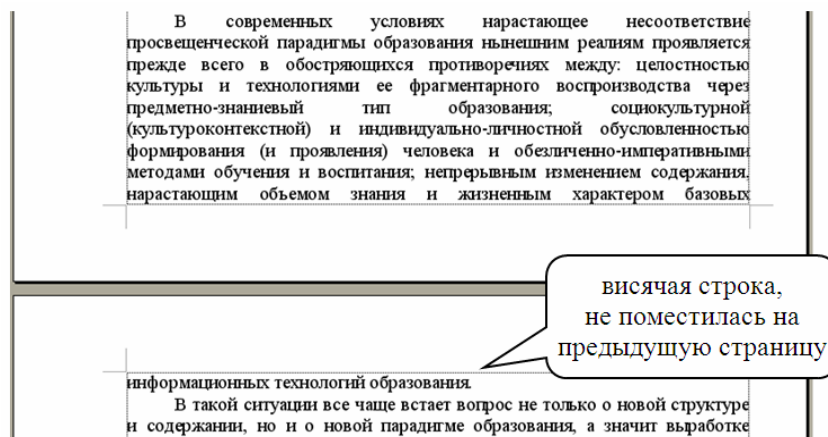 В современных условиях нарастающее несоответствие
просвещенческой парадигмы образования нынешним реалиям проявляется
прежде всего в обостряющихся противоречиях между: целостностью
культуры и технологиями ее фрагментарного воспроизводства через
предметно-знаниевый тип образования; социокультурной
(культуроконтекстной) и индивидуально-личностной обусловленностью
формирования (и проявления) человека и обезличенно-императивными
методами обучения и воспитания; непрерывным изменением содержания,
нарастающим объемом знания и жизненным характером базовых
висячая строка,
не поместилась на
предыдущую страницу
информационных технологий образования.
В такой ситуации все чаще встает вопрос не только о новой структуре
и содержании, но и о новой парадигме образования, а значит выработке